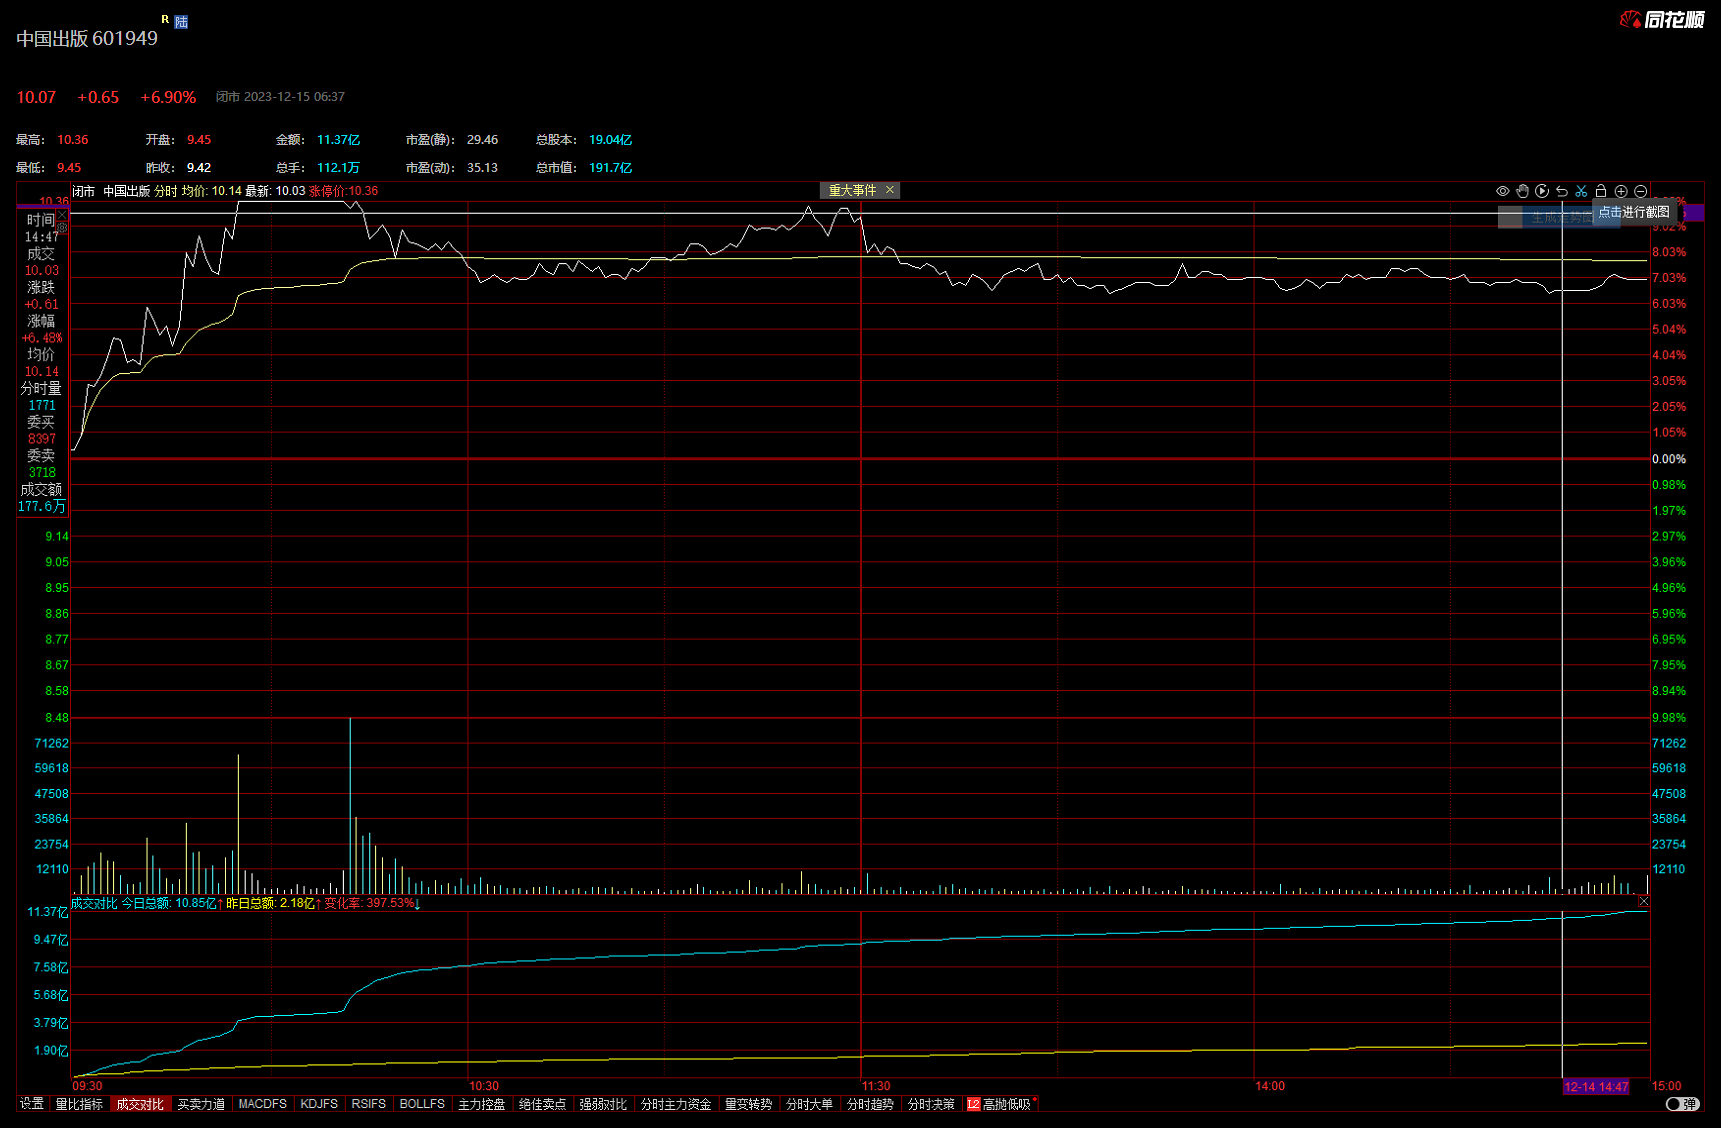 R 陆
同花顺
中国出版 601949
10.07 +0.65 +6.90% 闭市 2023-12-15 06:37
最高: 10.36 开盘: 9.45 金额: 11.37亿 市盈(静): 29.46 总股本: 19.04亿
最低: 9.45 昨收: 9.42 总手: 112.1万 市盈(动): 35.13 总市值: 191.7亿
闭市 中国出版 分时 均价: 10.14 最新: 10.03 涨停价:10.36
重大事件 ×
10.36
点击进行截图
时间
14:47
成交
10.03
涨跌
+0.61
涨幅
+6.48%
均价
10.14
分时量
1771
委买
8397
委卖
3718
成交额
177.6万
9.02%
8.03%
7.03%
6.03%
5.04%
4.04%
3.05%
2.05%
1.05%
0.00%
0.98%
1.97%
9.14 2.97%
9.05 3.96%
8.95 4.96%
8.86 5.96%
8.77 6.95%
8.67 7.95%
8.58 8.94%
8.48 9.98%
71262 71262
59618 59618
47508 47508
35864 35864
23754 23754
12110 12110
成交对比 今日总额: 10.85亿↑ 昨日总额: 2.18亿↑ 变化率: 397.53%↓
11.37亿
9.47亿
7.58亿
5.68亿
3.79亿
1.90亿
09:30 10:30 11:30 14:00 12-14 14:47 15:00
设置 量比指标 成交对比 买卖力道 MACDFS KDJFS RSIFS BOLLFS 主力控盘 绝佳卖点 强弱对比 分时主力资金 量变转势 分时大单 分时趋势 分时决策 L2 高抛低吸
弹